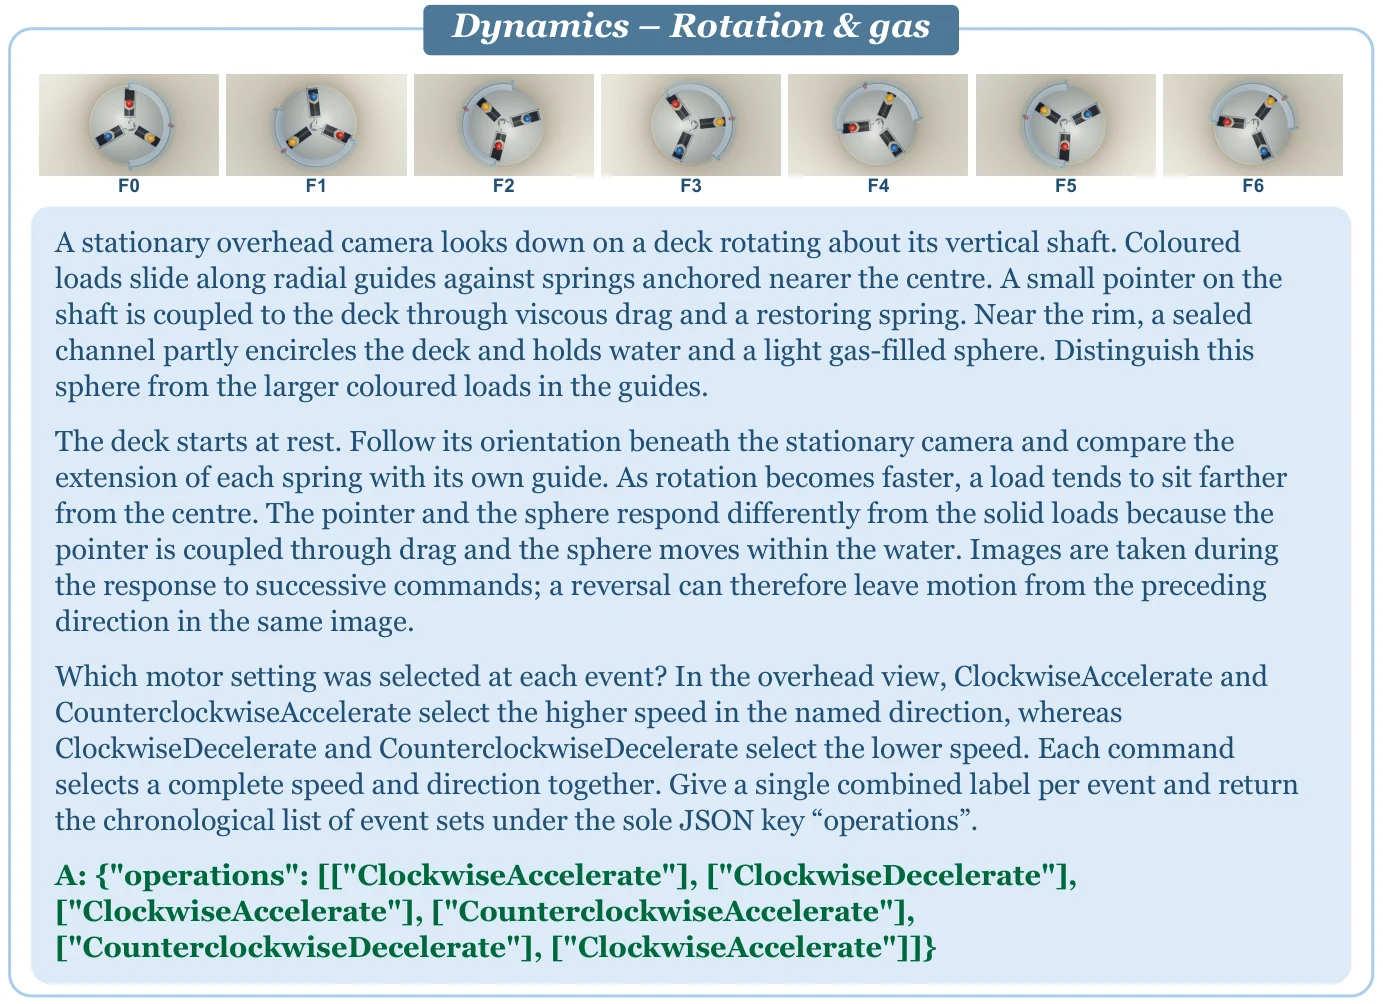 Dynamics – Rotation & gas
F0
F1
F2
F3
F4
F5
F6
A stationary overhead camera looks down on a deck rotating about its vertical shaft. Coloured
loads slide along radial guides against springs anchored nearer the centre. A small pointer on the
shaft is coupled to the deck through viscous drag and a restoring spring. Near the rim, a sealed
channel partly encircles the deck and holds water and a light gas-filled sphere. Distinguish this
sphere from the larger coloured loads in the guides.
The deck starts at rest. Follow its orientation beneath the stationary camera and compare the
extension of each spring with its own guide. As rotation becomes faster, a load tends to sit farther
from the centre. The pointer and the sphere respond differently from the solid loads because the
pointer is coupled through drag and the sphere moves within the water. Images are taken during
the response to successive commands; a reversal can therefore leave motion from the preceding
direction in the same image.
Which motor setting was selected at each event? In the overhead view, ClockwiseAccelerate and
CounterclockwiseAccelerate select the higher speed in the named direction, whereas
ClockwiseDecelerate and CounterclockwiseDecelerate select the lower speed. Each command
selects a complete speed and direction together. Give a single combined label per event and return
the chronological list of event sets under the sole JSON key “operations”.
A: {"operations": [["ClockwiseAccelerate"], ["ClockwiseDecelerate"],
["ClockwiseAccelerate"], ["CounterclockwiseAccelerate"],
["CounterclockwiseDecelerate"], ["ClockwiseAccelerate"]]}